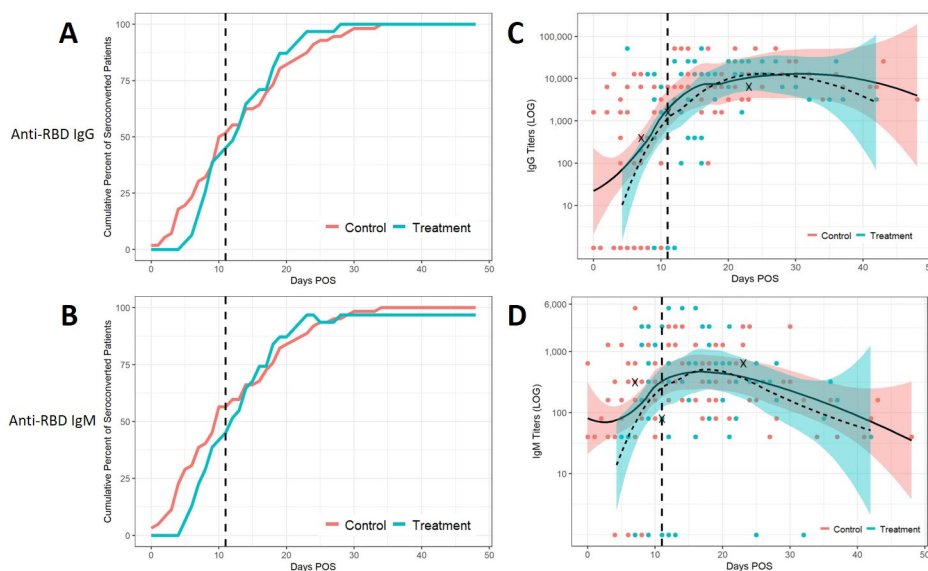 A
Anti-RBD IgG
Cumulative Percent of Seroconverted Patients
100
75
50
25
0
Control Treatment
0 10 20 30 40 50
Days POS
C
IgG Titers (LOG)
100,000
10,000
1,000
100
10
X X X
Control Treatment
0 10 20 30 40
Days POS
B
Anti-RBD IgM
Cumulative Percent of Seroconverted Patients
100
75
50
25
0
Control Treatment
0 10 20 30 40 50
Days POS
D
IgM Titers (LOG)
6,000
1,000
100
10
X X X
Control Treatment
0 10 20 30 40 50
Days POS